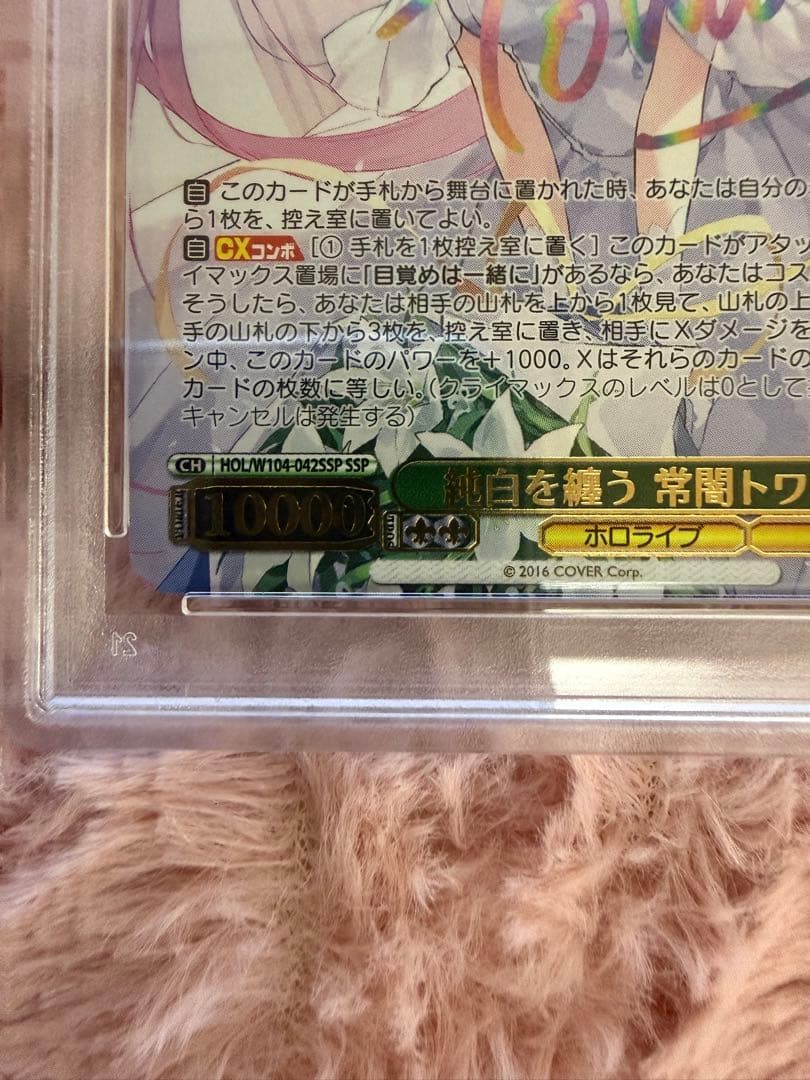 自 このカードが手札から舞台に置かれた時、あなたは自分の
ら1枚を、控え室に置いてよい。
自 CXコンボ [① 手札を1枚控え室に置く] このカードがアタッ
イマックス置場に「目覚めは一緒に」があるなら、あなたはコス
そうしたら、あなたは相手の山札を上から1枚見て、山札の上
手の山札の下から3枚を、控え室に置き、相手にXダメージを
ン中、このカードのパワーを+1000。Xはそれらのカードの
カードの枚数に等しい。(クライマックスのレベルは0として
キャンセルは発生する)
CH HOL/W104-042SSP SSP
純白を纏う 常闇トワ
10000
SOUL
ホロライブ
© 2016 COVER Corp.
21